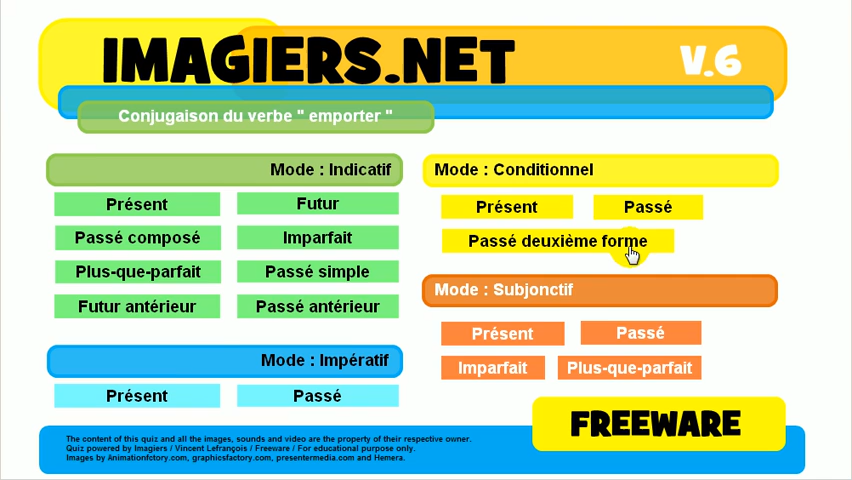 IMAGIERS.NET
V.6
Conjugaison du verbe " emporter "
Mode : Indicatif
Présent
Futur
Passé composé
Imparfait
Plus-que-parfait
Passé simple
Futur antérieur
Passé antérieur
Mode : Impératif
Présent
Passé
Mode : Conditionnel
Présent
Passé
Passé deuxième forme
Mode : Subjonctif
Présent
Passé
Imparfait
Plus-que-parfait
FREEWARE
The content of this quiz and all the images, sounds and video are the property of their respective owner.
Quiz powered by Imagiers / Vincent Lefrançois / Freeware / For educational purpose only.
Images by Animationfctory.com, graphicsfactory.com, presentermedia.com and Hemera.